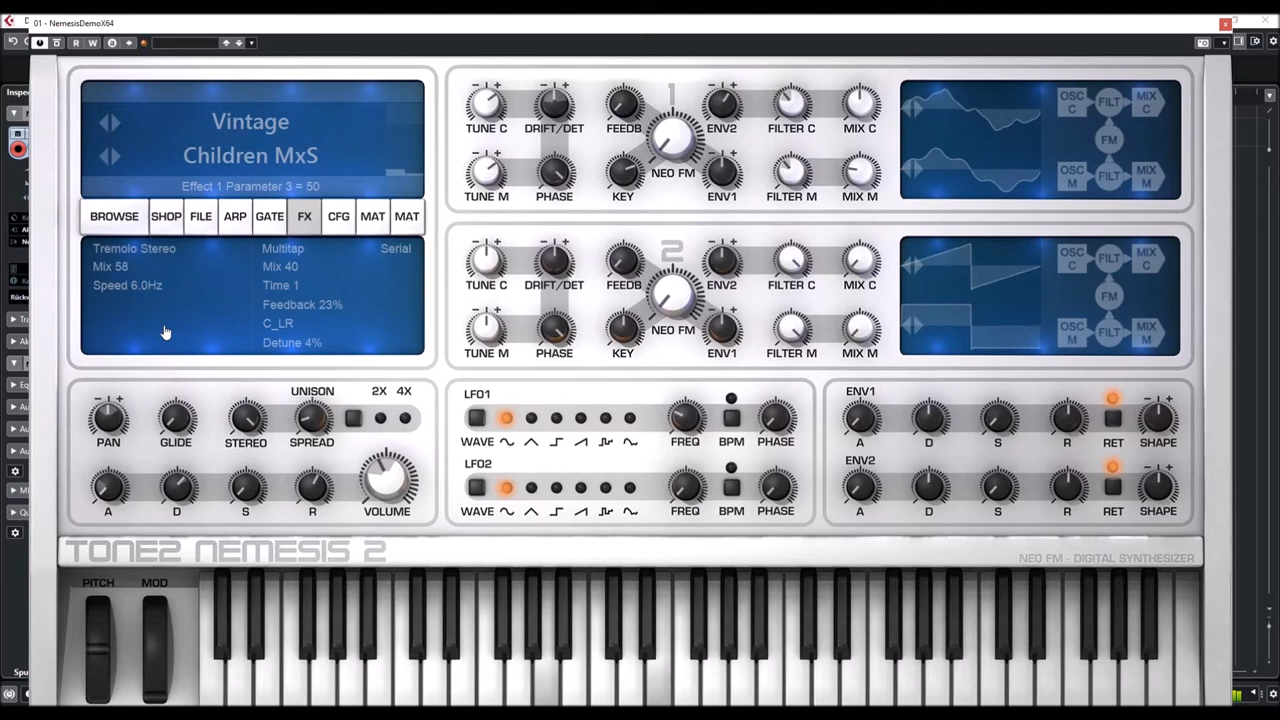 01 - NemesisDemoX64
R W
Inspe
Vintage
Children MxS
Effect 1 Parameter 3 = 50
BROWSE SHOP FILE ARP GATE FX CFG MAT MAT
Tremolo Stereo Multitap Serial
Mix 58 Mix 40
Speed 6.0Hz Time 1
Feedback 23%
C_LR
Detune 4%
1
TUNE C DRIFT/DET FEEDB ENV2 FILTER C MIX C
NEO FM
TUNE M PHASE KEY ENV1 FILTER M MIX M
OSC C FILT MIX C
FM
OSC M FILT MIX M
2
TUNE C DRIFT/DET FEEDB ENV2 FILTER C MIX C
NEO FM
TUNE M PHASE KEY ENV1 FILTER M MIX M
OSC C FILT MIX C
FM
OSC M FILT MIX M
UNISON 2X 4X
PAN GLIDE STEREO SPREAD
A D S R VOLUME
LFO1
WAVE FREQ BPM PHASE
LFO2
WAVE FREQ BPM PHASE
ENV1
A D S R RET SHAPE
ENV2
A D S R RET SHAPE
TONE2 NEMESIS 2
NEO FM - DIGITAL SYNTHESIZER
PITCH MOD